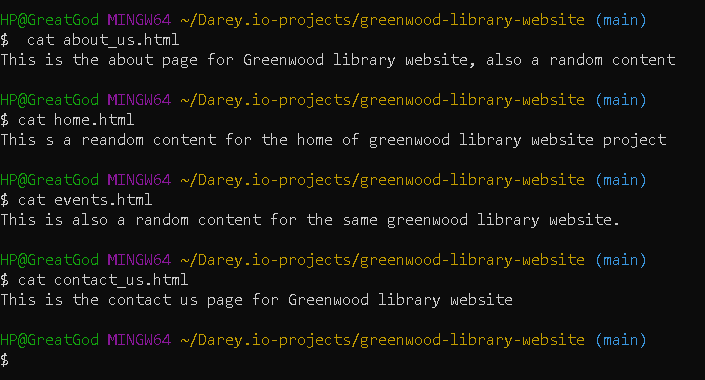 HP@GreatGod MINGW64 ~/Darey.io-projects/greenwood-library-website (main)
$  cat about_us.html
This is the about page for Greenwood library website, also a random content

HP@GreatGod MINGW64 ~/Darey.io-projects/greenwood-library-website (main)
$ cat home.html
This s a reandom content for the home of greenwood library website project

HP@GreatGod MINGW64 ~/Darey.io-projects/greenwood-library-website (main)
$ cat events.html
This is also a random content for the same greenwood library website.

HP@GreatGod MINGW64 ~/Darey.io-projects/greenwood-library-website (main)
$ cat contact_us.html
This is the contact us page for Greenwood library website

HP@GreatGod MINGW64 ~/Darey.io-projects/greenwood-library-website (main)
$